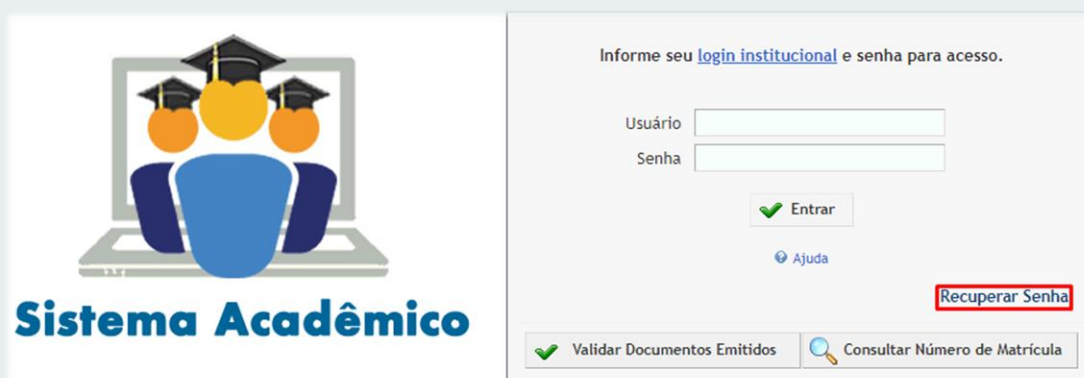 Informe seu login institucional e senha para acesso.
Usuário
Senha
Entrar
Ajuda
Recuperar Senha
Sistema Acadêmico
Validar Documentos Emitidos
Consultar Número de Matrícula